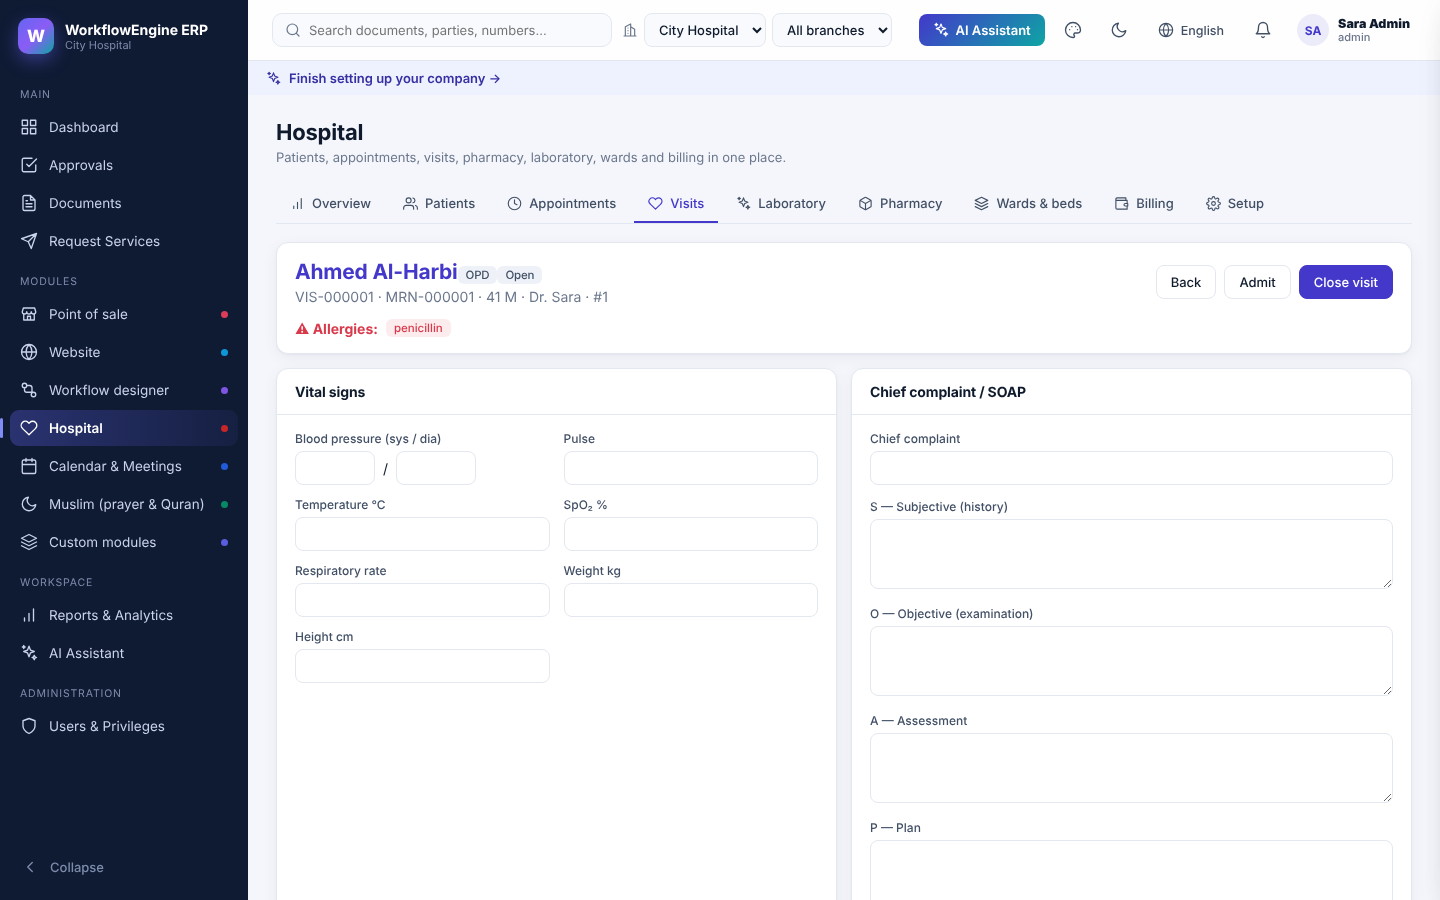 W
WorkflowEngine ERP
City Hospital
MAIN
Dashboard
Approvals
Documents
Request Services
MODULES
Point of sale
Website
Workflow designer
Hospital
Calendar & Meetings
Muslim (prayer & Quran)
Custom modules
WORKSPACE
Reports & Analytics
AI Assistant
ADMINISTRATION
Users & Privileges
Collapse
Search documents, parties, numbers...
City Hospital
All branches
AI Assistant
English
SA
Sara Admin
admin
Finish setting up your company →
Hospital
Patients, appointments, visits, pharmacy, laboratory, wards and billing in one place.
Overview
Patients
Appointments
Visits
Laboratory
Pharmacy
Wards & beds
Billing
Setup
Ahmed Al-Harbi OPD Open
VIS-000001 · MRN-000001 · 41 M · Dr. Sara · #1
⚠ Allergies: penicillin
Back
Admit
Close visit
Vital signs
Blood pressure (sys / dia)
/
Pulse
Temperature °C
SpO₂ %
Respiratory rate
Weight kg
Height cm
Chief complaint / SOAP
Chief complaint
S — Subjective (history)
O — Objective (examination)
A — Assessment
P — Plan